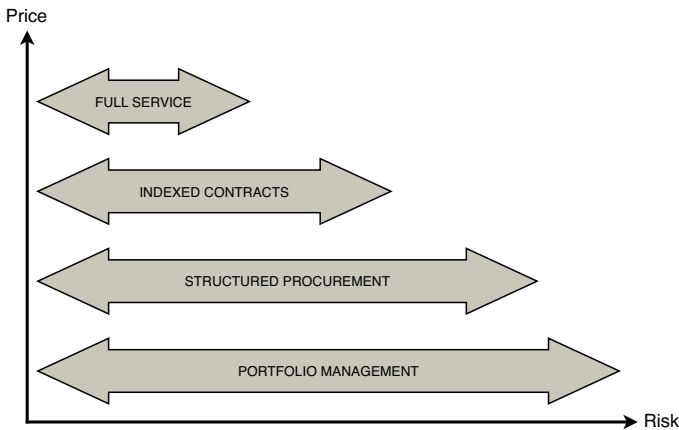 Price
FULL SERVICE
INDEXED CONTRACTS
STRUCTURED PROCUREMENT
PORTFOLIO MANAGEMENT
Risk